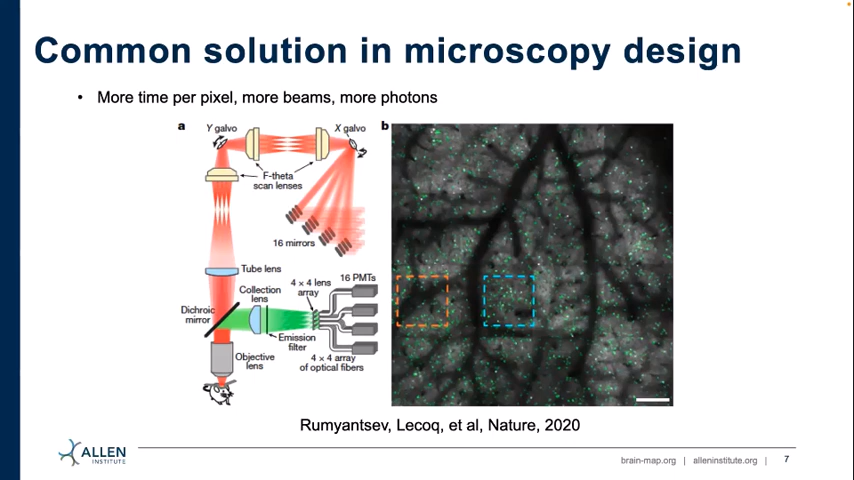 Common solution in microscopy design
• More time per pixel, more beams, more photons
a
Y galvo
X galvo
b
F-theta
scan lenses
16 mirrors
Tube lens
Collection
lens
4 × 4 lens
array
16 PMTs
Dichroic
mirror
Emission
filter
Objective
lens
4 × 4 array
of optical fibers
Rumyantsev, Lecoq, et al, Nature, 2020
ALLEN
INSTITUTE
brain-map.org | alleninstitute.org | 7